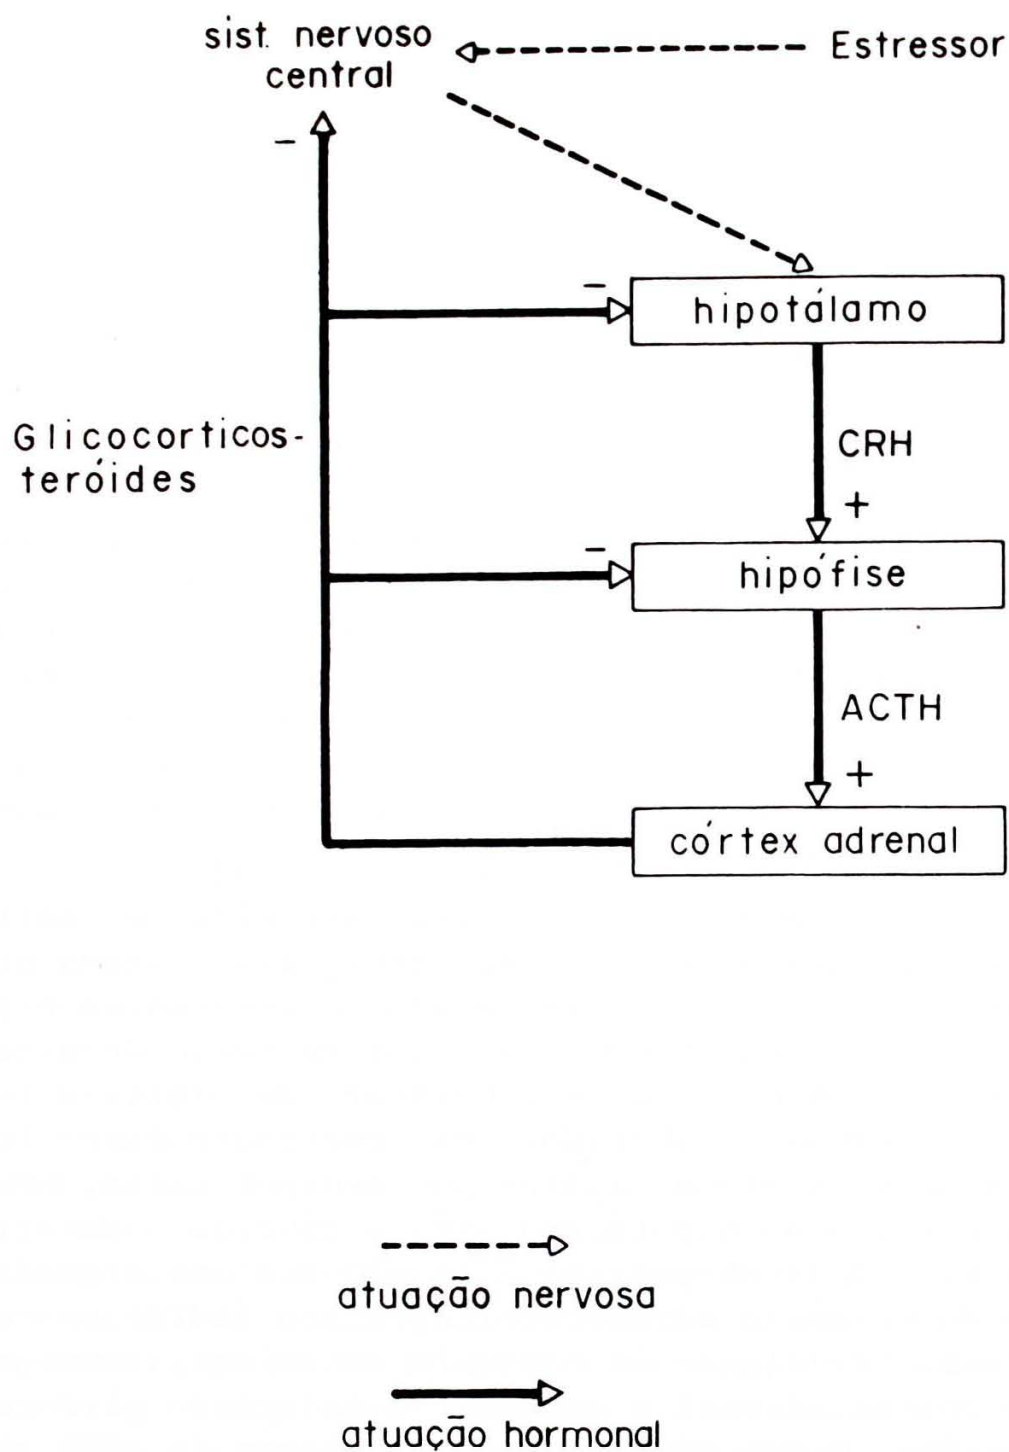 sist. nervoso
central
Estressor
−
−
hipotálamo
Glicocorticos-
teróides
CRH
+
−
hipófise
ACTH
+
córtex adrenal
atuação nervosa
atuação hormonal